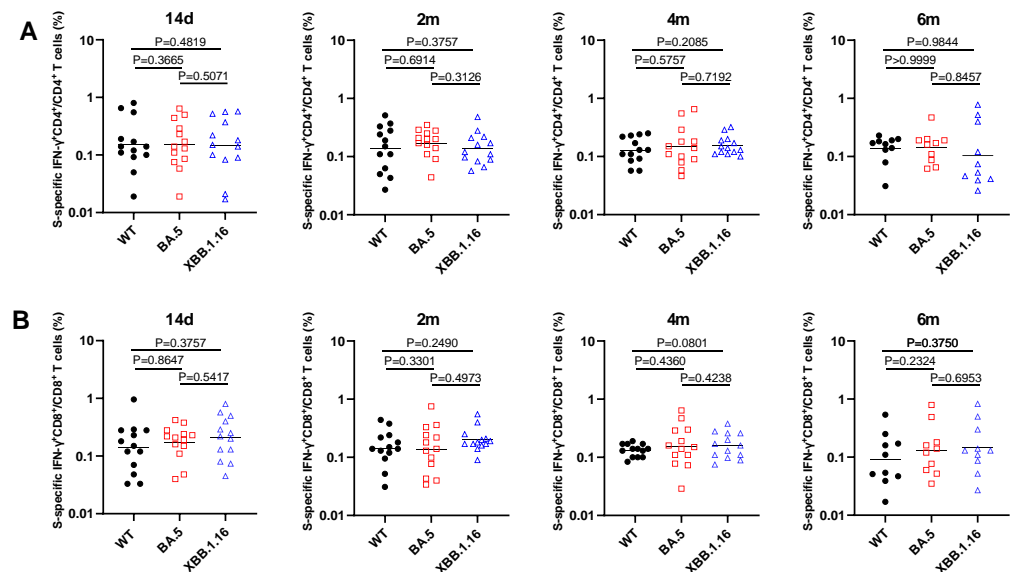 A
14d
S-specific IFN-γ⁺CD4⁺/CD4⁺ T cells (%)
10
1
0.1
0.01
P=0.4819
P=0.3665
P=0.5071
WT
BA.5
XBB.1.16
2m
S-specific IFN-γ⁺CD4⁺/CD4⁺ T cells (%)
10
1
0.1
0.01
P=0.3757
P=0.6914
P=0.3126
WT
BA.5
XBB.1.16
4m
S-specific IFN-γ⁺CD4⁺/CD4⁺ T cells (%)
10
1
0.1
0.01
P=0.2085
P=0.5757
P=0.7192
WT
BA.5
XBB.1.16
6m
S-specific IFN-γ⁺CD4⁺/CD4⁺ T cells (%)
10
1
0.1
0.01
P=0.9844
P>0.9999
P=0.8457
WT
BA.5
XBB.1.16
B
14d
S-specific IFN-γ⁺CD8⁺/CD8⁺ T cells (%)
10
1
0.1
0.01
P=0.3757
P=0.8647
P=0.5417
WT
BA.5
XBB.1.16
2m
S-specific IFN-γ⁺CD8⁺/CD8⁺ T cells (%)
10
1
0.1
0.01
P=0.2490
P=0.3301
P=0.4973
WT
BA.5
XBB.1.16
4m
S-specific IFN-γ⁺CD8⁺/CD8⁺ T cells (%)
10
1
0.1
0.01
P=0.0801
P=0.4360
P=0.4238
WT
BA.5
XBB.1.16
6m
S-specific IFN-γ⁺CD8⁺/CD8⁺ T cells (%)
10
1
0.1
0.01
P=0.3750
P=0.2324
P=0.6953
WT
BA.5
XBB.1.16